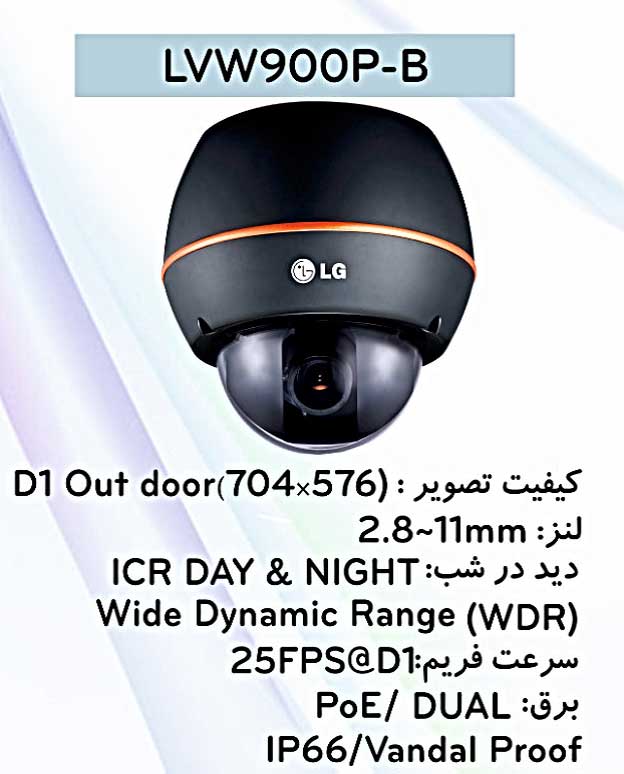 LVW900P-B
LG
کیفیت تصویر : D1 Out door(704×576)
لنز: 2.8~11mm
دید در شب:ICR DAY & NIGHT
Wide Dynamic Range (WDR)
سرعت فریم:25FPS@D1
برق: PoE/ DUAL
IP66/Vandal Proof